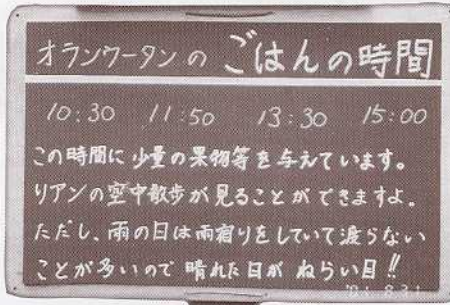 オランウータンの ごはんの時間
10:30 11:50 13:30 15:00
この時間に少量の果物等を与えています。
リアンの空中散歩が見ることができますよ。
ただし、雨の日は雨宿りをしていて渡らない
ことが多いので晴れた日がねらい目!!